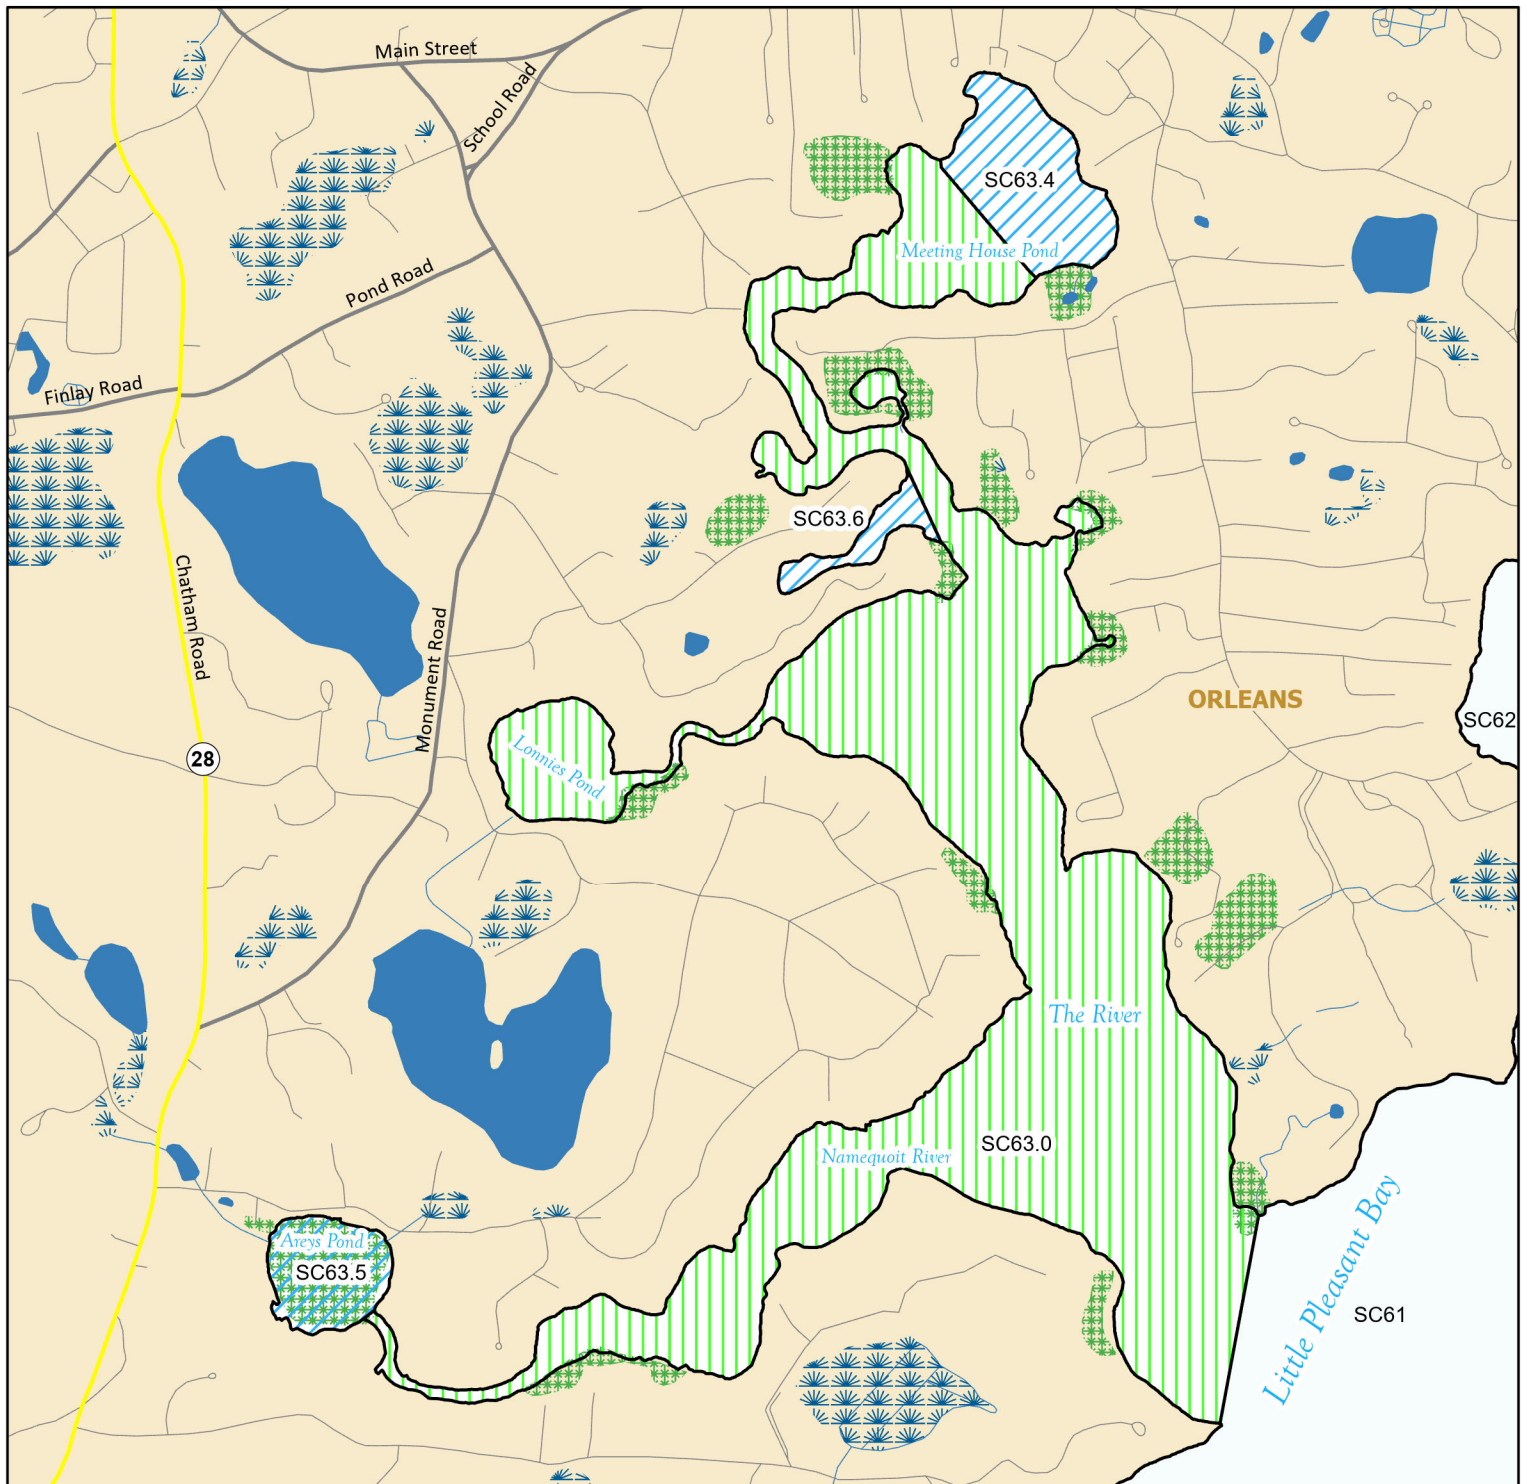 Main Street
School Road
SC63.4
Meeting House Pond
Pond Road
Finlay Road
SC63.6
Chatham Road
Monument Road
ORLEANS
SC62
Lonnies Pond
28
The River
SC63.0
Namequoit River
Areys Pond
SC63.5
Little Pleasant Bay
SC61